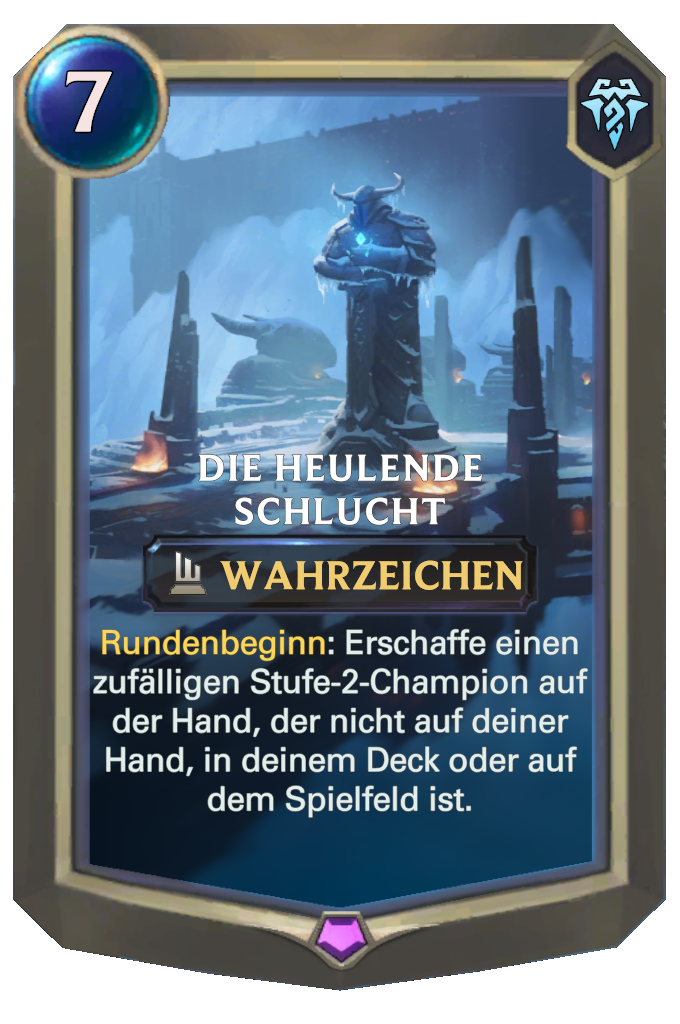 7
DIE HEULENDE
SCHLUCHT
WAHRZEICHEN
Rundenbeginn: Erschaffe einen
zufälligen Stufe-2-Champion auf
der Hand, der nicht auf deiner
Hand, in deinem Deck oder auf
dem Spielfeld ist.